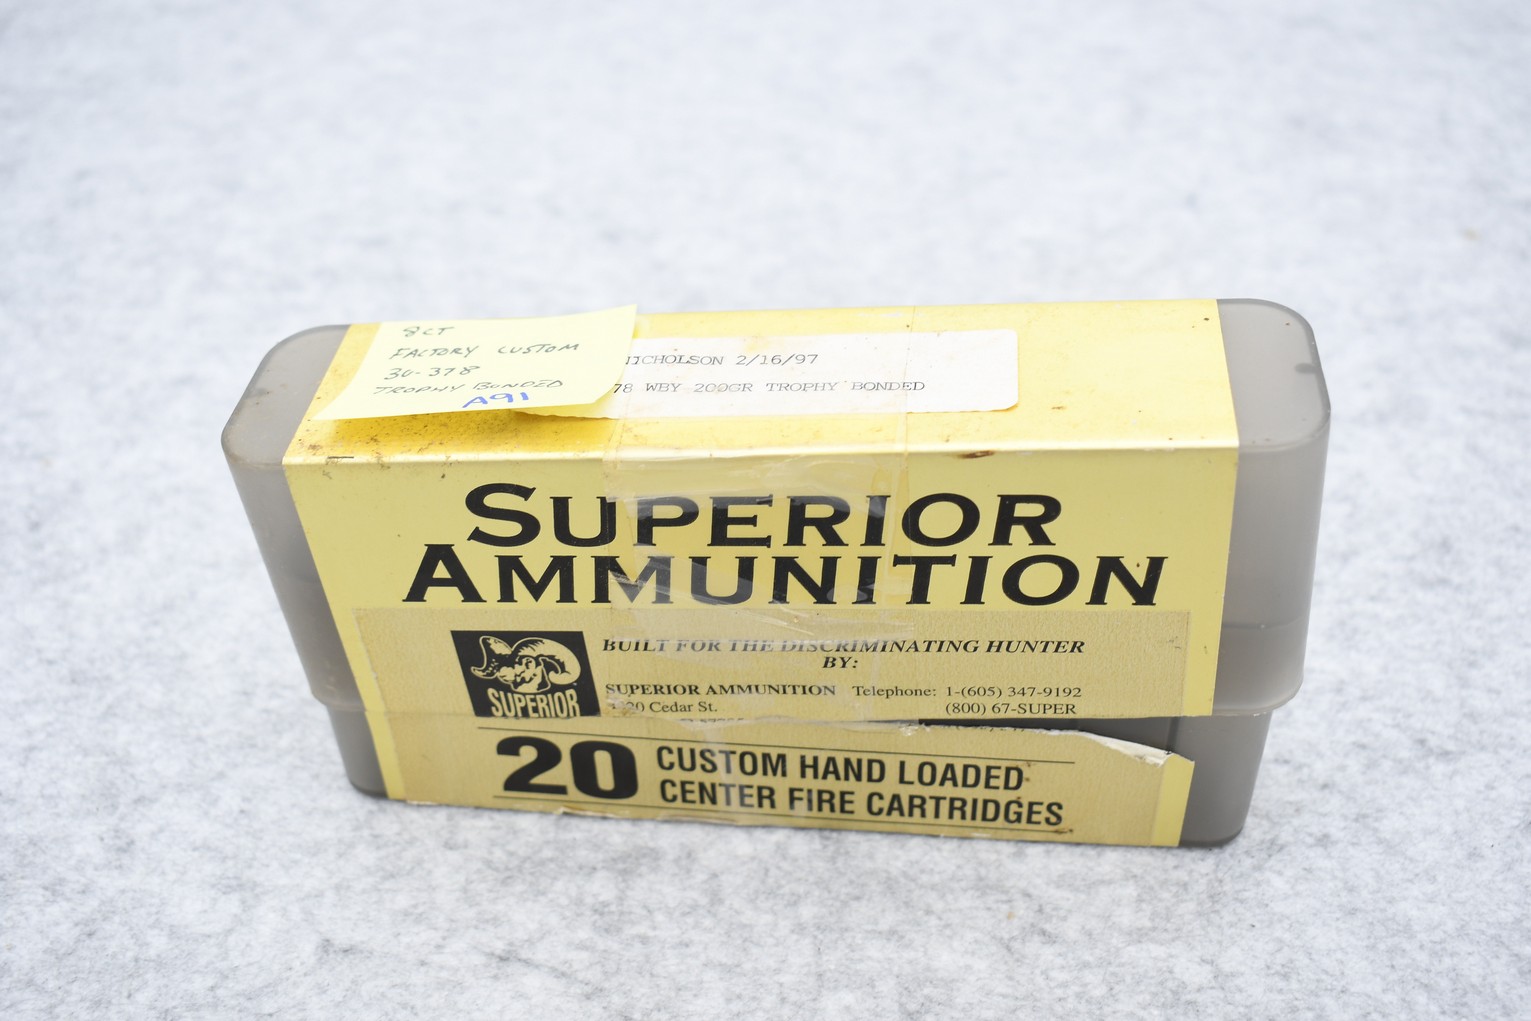 8CT
FACTORY CUSTOM
30-378
TROPHY BONDED
A91
NICHOLSON 2/16/97
78 WBY 200GR TROPHY BONDED
SUPERIOR
AMMUNITION
BUILT FOR THE DISCRIMINATING HUNTER
BY:
SUPERIOR
SUPERIOR AMMUNITION Telephone: 1-(605) 347-9192
Cedar St. (800) 67-SUPER
20 CUSTOM HAND LOADED
CENTER FIRE CARTRIDGES